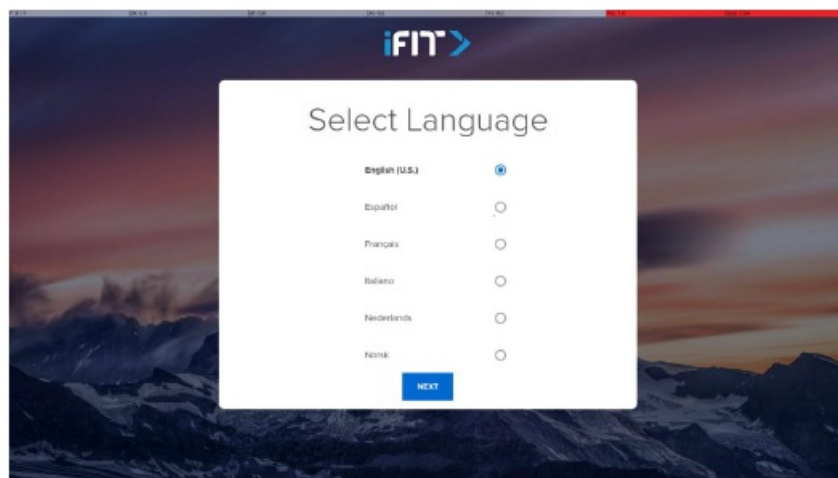 iFIT
Select Language
English (U.S.)
Español
Français
Italiano
Nederlands
Norsk
NEXT